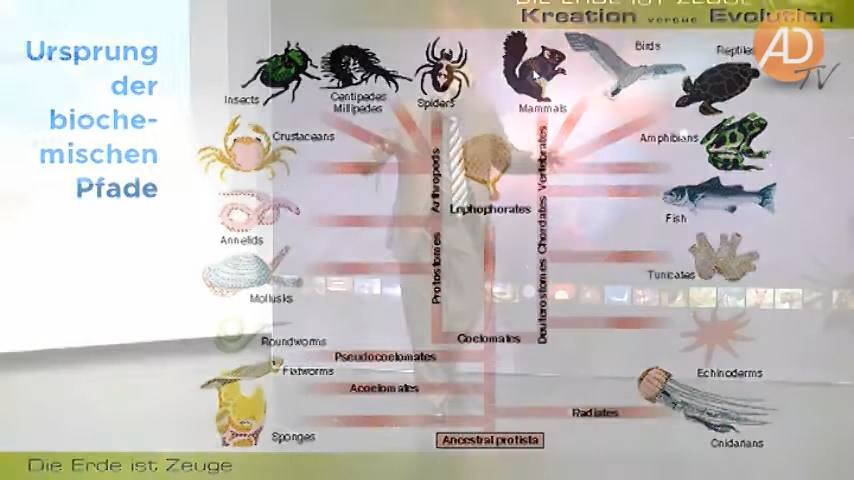 DIE ERDE IST ZEUGE
Kreation versus Evolution
AD
TV
Ursprung
der
bioche-
mischen
Pfade
Insects
Centipedes
Millipedes
Spiders
Mammals
Birds
Reptiles
Crustaceans
Amphibians
Arthropods
Vertebrates
Lophophorates
Fish
Annelids
Chordates
Protostomes
Deuterostomes
Tunicates
Mollusks
Roundworms
Coelomates
Pseudocoelomates
Flatworms
Echinoderms
Acoelomates
Radiates
Sponges
Ancestral protista
Cnidarians
Die Erde ist Zeuge